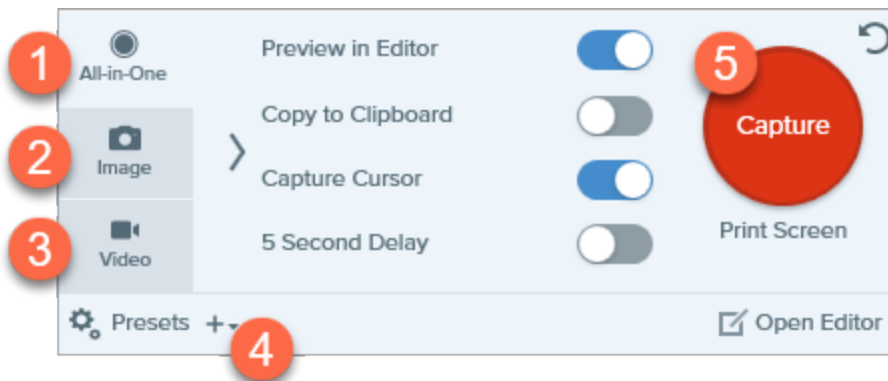 1
All-in-One
2
Image
3
Video
Preview in Editor
Copy to Clipboard
Capture Cursor
5 Second Delay
5
Capture
Print Screen
Presets +
4
Open Editor